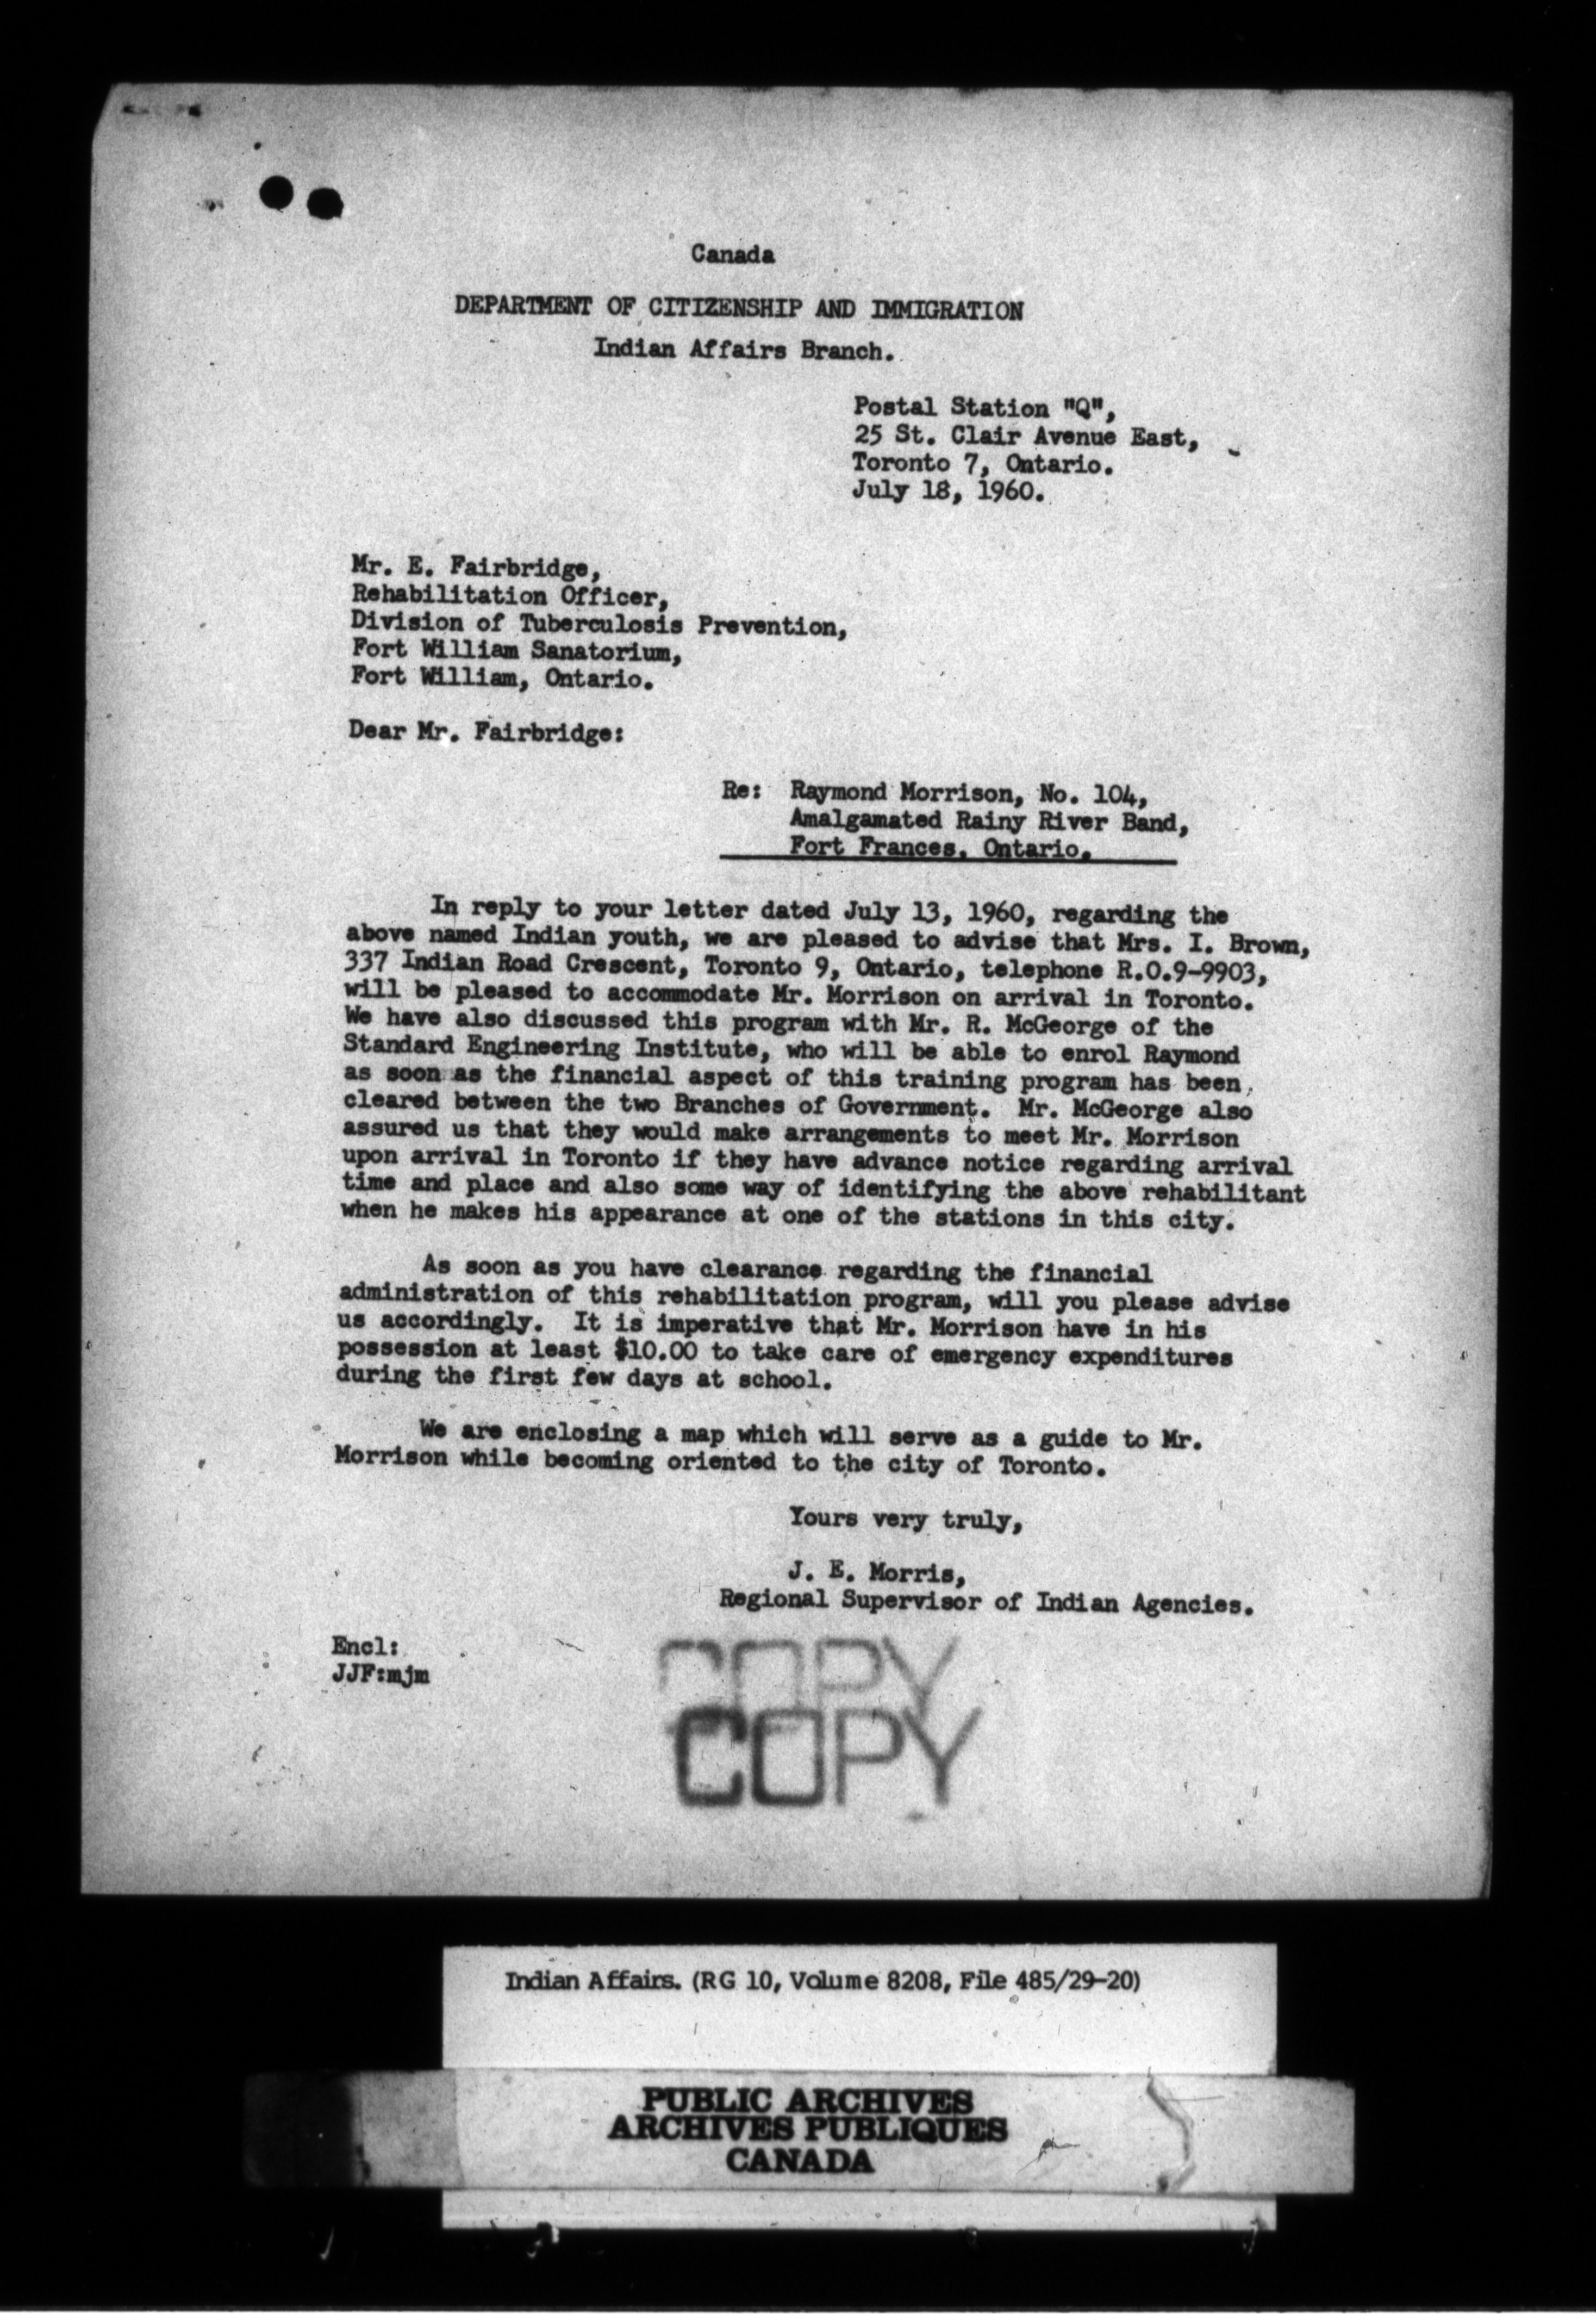 Canada
DEPARTMENT OF CITIZENSHIP AND IMMIGRATION
Indian Affairs Branch.
Postal Station "Q",
25 St. Clair Avenue East,
Toronto 7, Ontario.
July 18, 1960.
Mr. E. Fairbridge,
Rehabilitation Officer,
Division of Tuberculosis Prevention,
Fort William Sanatorium,
Fort William, Ontario.
Dear Mr. Fairbridge:
Re: Raymond Morrison, No. 104,
Amalgamated Rainy River Band,
Fort Frances, Ontario.
In reply to your letter dated July 13, 1960, regarding the
above named Indian youth, we are pleased to advise that Mrs. I. Brown,
337 Indian Road Crescent, Toronto 9, Ontario, telephone R.O.9-9903,
will be pleased to accommodate Mr. Morrison on arrival in Toronto.
We have also discussed this program with Mr. R. McGeorge of the
Standard Engineering Institute, who will be able to enrol Raymond
as soon as the financial aspect of this training program has been
cleared between the two Branches of Government. Mr. McGeorge also
assured us that they would make arrangements to meet Mr. Morrison
upon arrival in Toronto if they have advance notice regarding arrival
time and place and also some way of identifying the above rehabilitant
when he makes his appearance at one of the stations in this city.
As soon as you have clearance regarding the financial
administration of this rehabilitation program, will you please advise
us accordingly. It is imperative that Mr. Morrison have in his
possession at least $10.00 to take care of emergency expenditures
during the first few days at school.
We are enclosing a map which will serve as a guide to Mr.
Morrison while becoming oriented to the city of Toronto.
Yours very truly,
J. E. Morris,
Regional Supervisor of Indian Agencies.
Encl:
JJF:mjm
COPY
COPY
Indian Affairs. (RG 10, Volume 8208, File 485/29-20)
PUBLIC ARCHIVES
ARCHIVES PUBLIQUES
CANADA